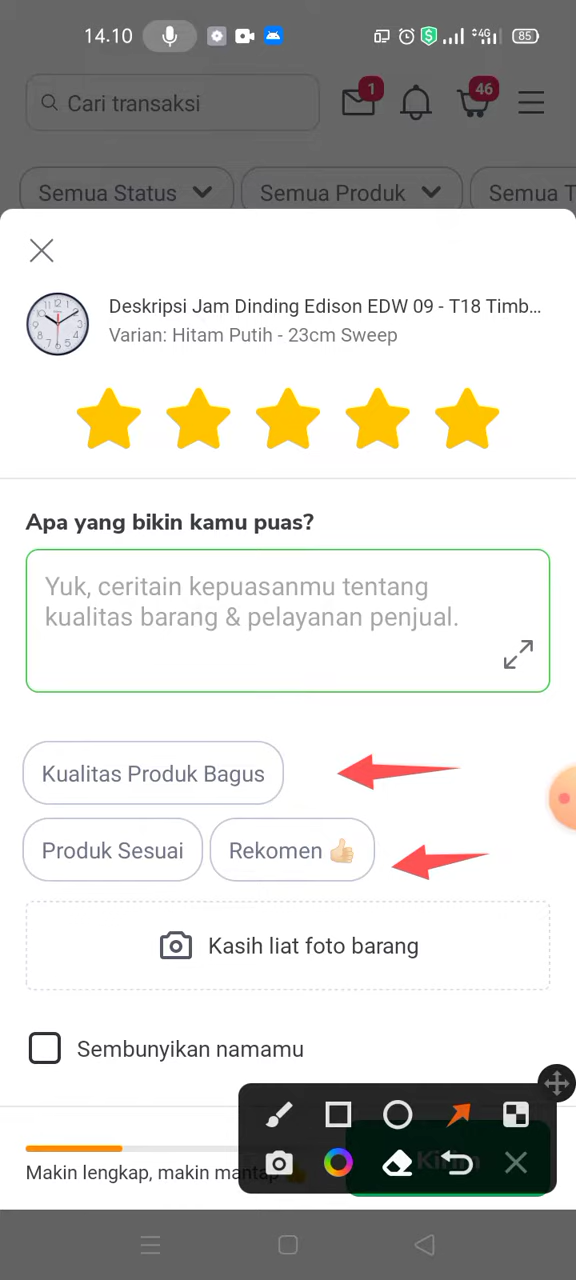 14.10
4G
85
Cari transaksi
1
46
Semua Status
Semua Produk
Semua T
Deskripsi Jam Dinding Edison EDW 09 - T18 Timb...
Varian: Hitam Putih - 23cm Sweep
Apa yang bikin kamu puas?
Yuk, ceritain kepuasanmu tentang
kualitas barang & pelayanan penjual.
Kualitas Produk Bagus
Produk Sesuai
Rekomen 👍🏻
Kasih liat foto barang
Sembunyikan namamu
Makin lengkap, makin mantap
Kirim